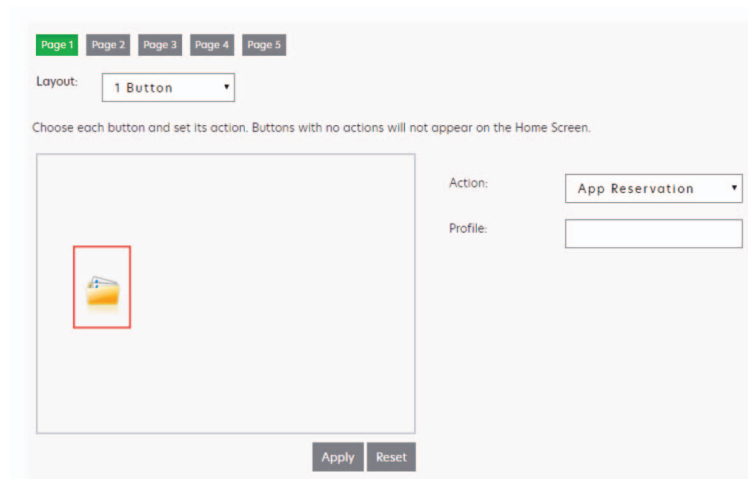 Page 1 Page 2 Page 3 Page 4 Page 5
Layout: 1 Button
Choose each button and set its action. Buttons with no actions will not appear on the Home Screen.
Action: App Reservation
Profile:
Apply Reset